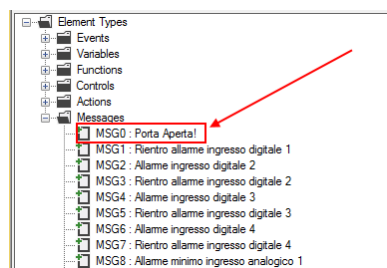 Element Types
Events
Variables
Functions
Controls
Actions
Messages
MSG0 : Porta Aperta!
MSG1 : Rientro allarme ingresso digitale 1
MSG2 : Allarme ingresso digitale 2
MSG3 : Rientro allarme ingresso digitale 2
MSG4 : Allarme ingresso digitale 3
MSG5 : Rientro allarme ingresso digitale 3
MSG6 : Allarme ingresso digitale 4
MSG7 : Rientro allarme ingresso digitale 4
MSG8 : Allarme minimo ingresso analogico 1